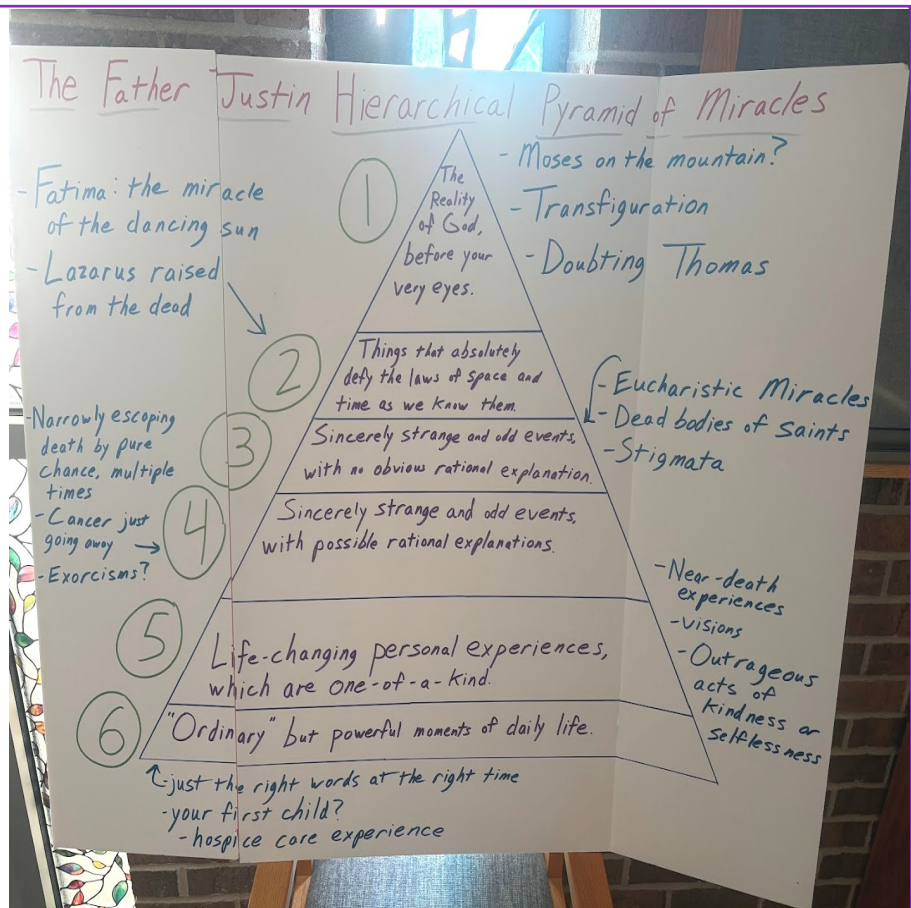 The Father Justin Hierarchical Pyramid of Miracles
- Fatima: the miracle
of the dancing sun
- Lazarus raised
from the dead
1
The
Reality
of God,
before your
very eyes.
- Moses on the mountain?
- Transfiguration
- Doubting Thomas
2
Things that absolutely
defy the laws of space and
time as we know them.
- Eucharistic Miracles
- Dead bodies of Saints
- Stigmata
3
Sincerely strange and odd events,
with no obvious rational explanation.
- Narrowly escaping
death by pure
chance, multiple
times
- Cancer just
going away
- Exorcisms?
4
Sincerely strange and odd events,
with possible rational explanations.
5
Life-changing personal experiences,
which are one-of-a-kind.
- Near-death
experiences
- visions
- Outrageous
acts of
kindness or
selflessness
6
"Ordinary" but powerful moments of daily life.
- just the right words at the right time
- your first child?
- hospice care experience